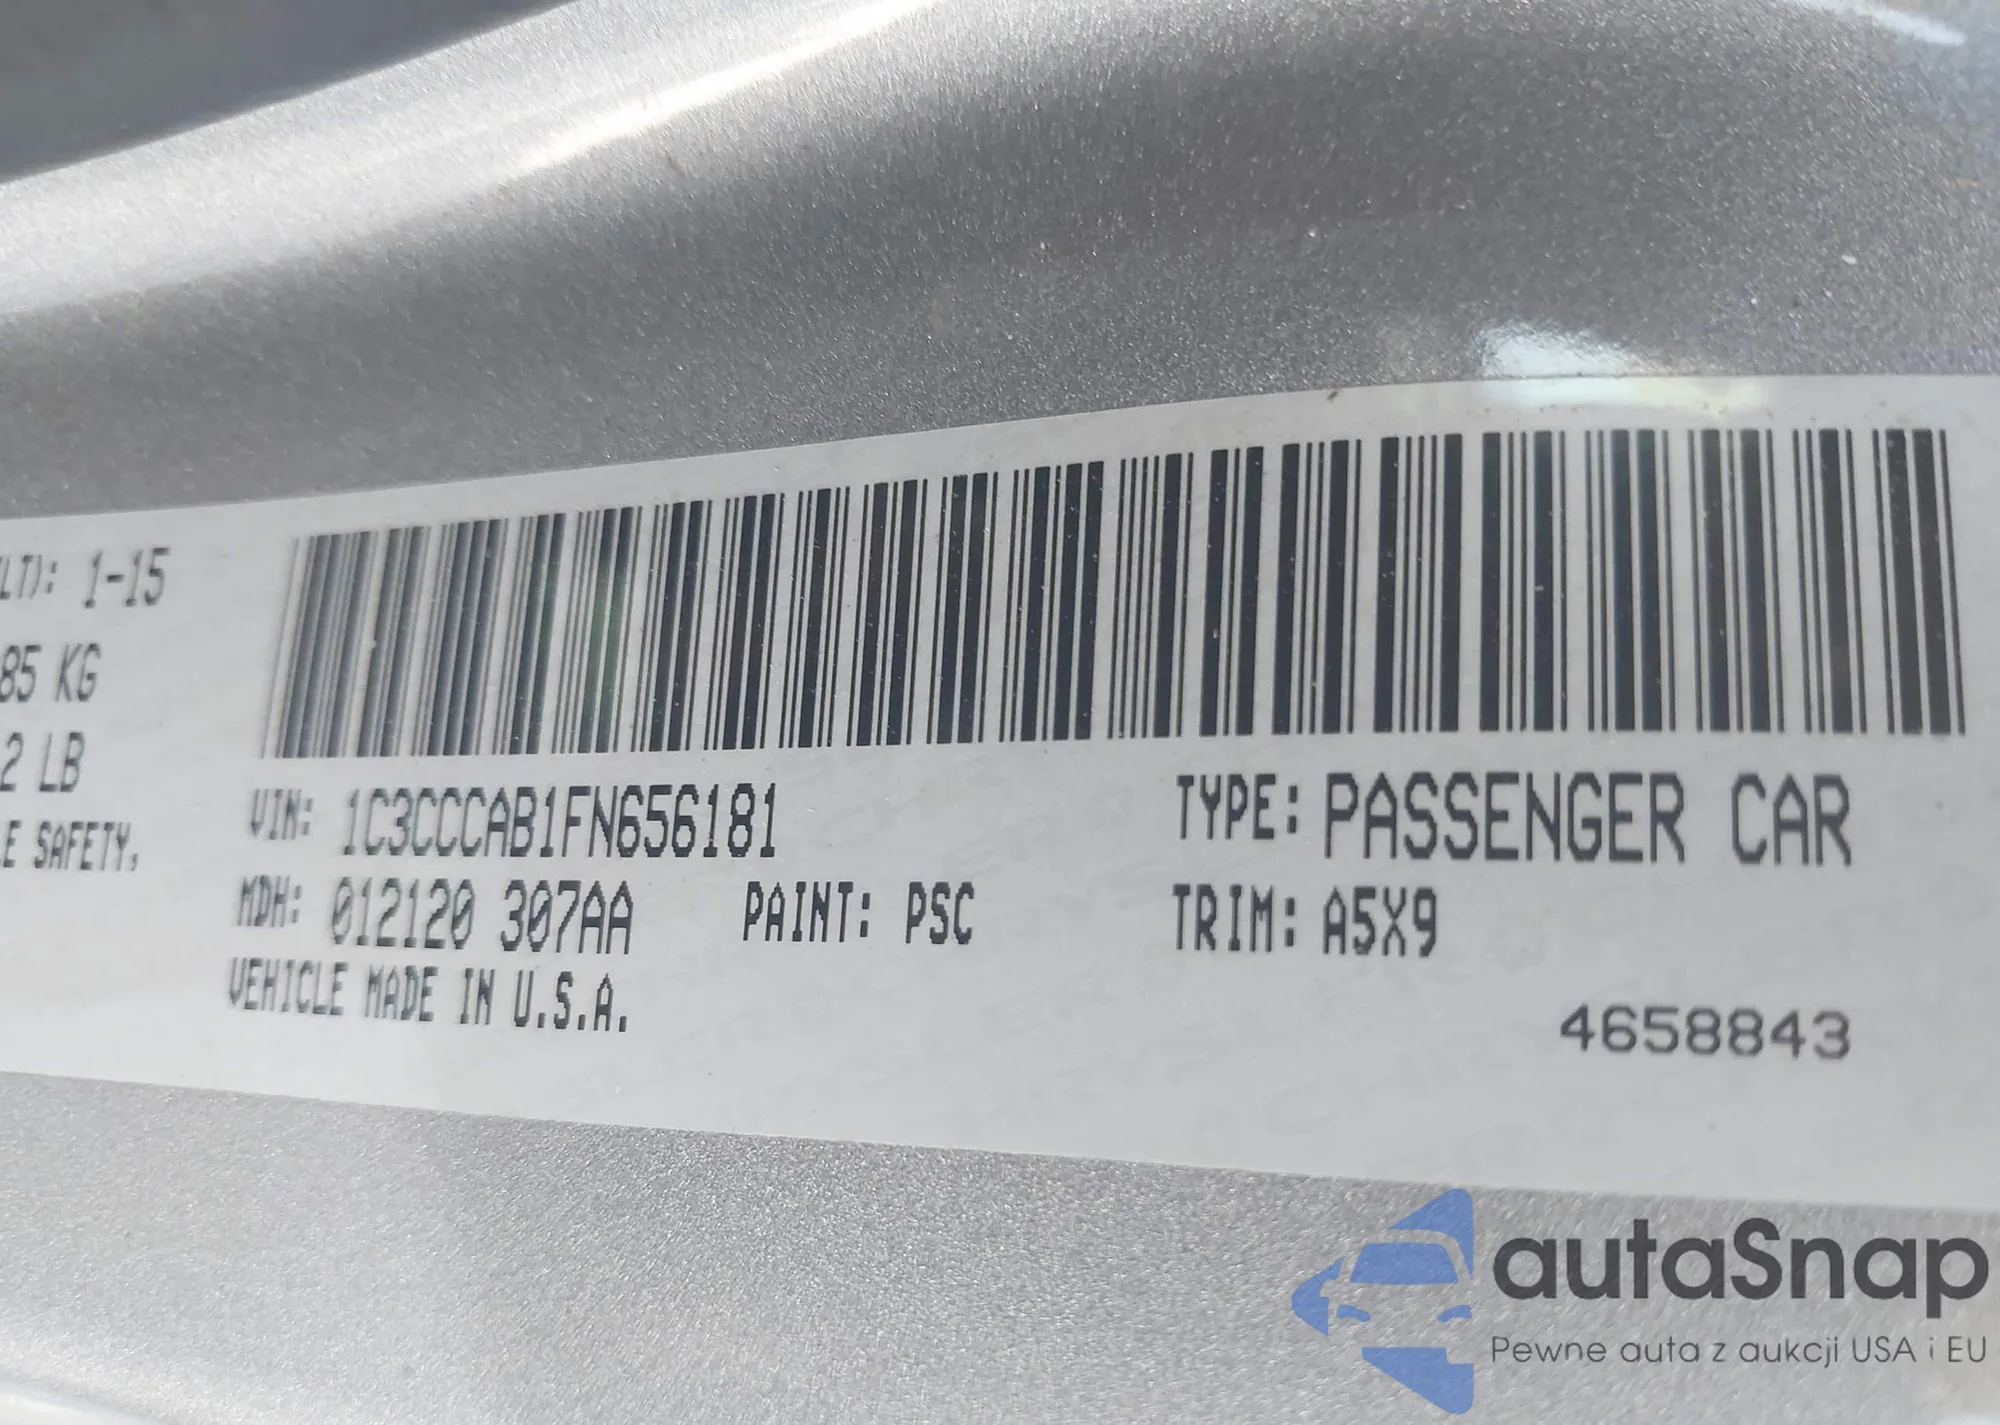 LT): 1-15
85 KG
2 LB
LE SAFETY,
VIN: 1C3CCCAB1FN656181
TYPE: PASSENGER CAR
MDH: 012120 307AA
PAINT: PSC
TRIM: A5X9
VEHICLE MADE IN U.S.A.
4658843
autaSnap
Pewne auta z aukcji USA i EU